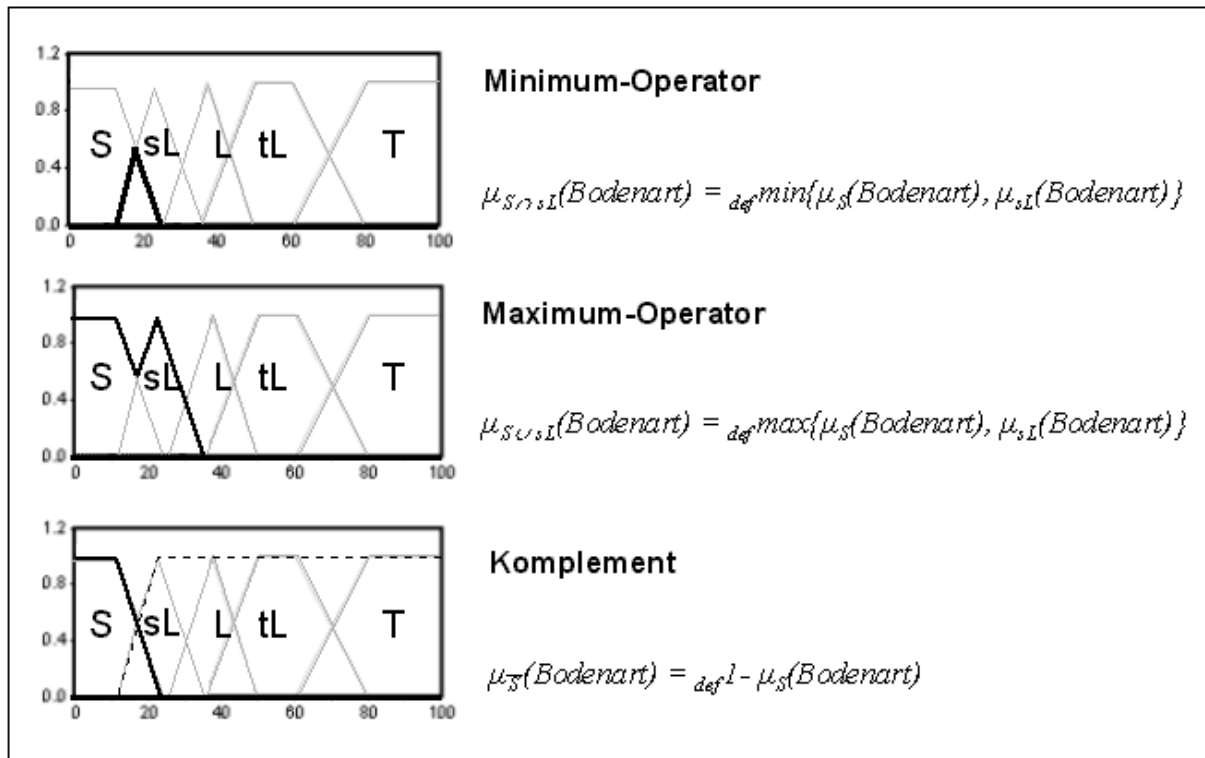 Minimum-Operator
1.2
0.8
0.4
0.0
S sL L tL T
0 20 40 60 80 100
μS∩sL(Bodenart) = def min{μS(Bodenart), μsL(Bodenart)}
Maximum-Operator
1.2
0.8
0.4
0.0
S sL L tL T
0 20 40 60 80 100
μS∪sL(Bodenart) = def max{μS(Bodenart), μsL(Bodenart)}
Komplement
1.2
0.8
0.4
0.0
S sL L tL T
0 20 40 60 80 100
μS̅(Bodenart) = def 1- μS(Bodenart)